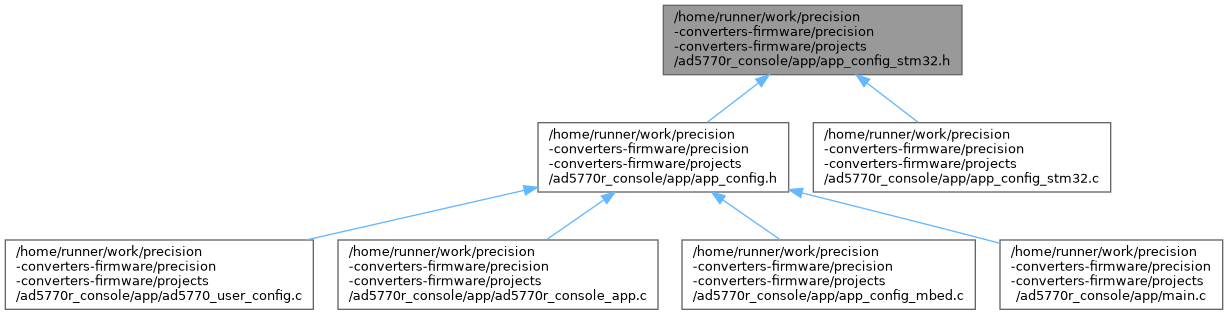 /home/runner/work/precision
-converters-firmware/precision
-converters-firmware/projects
/ad5770r_console/app/app_config_stm32.h
/home/runner/work/precision
-converters-firmware/precision
-converters-firmware/projects
/ad5770r_console/app/app_config.h
/home/runner/work/precision
-converters-firmware/precision
-converters-firmware/projects
/ad5770r_console/app/app_config_stm32.c
/home/runner/work/precision
-converters-firmware/precision
-converters-firmware/projects
/ad5770r_console/app/ad5770_user_config.c
/home/runner/work/precision
-converters-firmware/precision
-converters-firmware/projects
/ad5770r_console/app/ad5770r_console_app.c
/home/runner/work/precision
-converters-firmware/precision
-converters-firmware/projects
/ad5770r_console/app/app_config_mbed.c
/home/runner/work/precision
-converters-firmware/precision
-converters-firmware/projects
/ad5770r_console/app/main.c